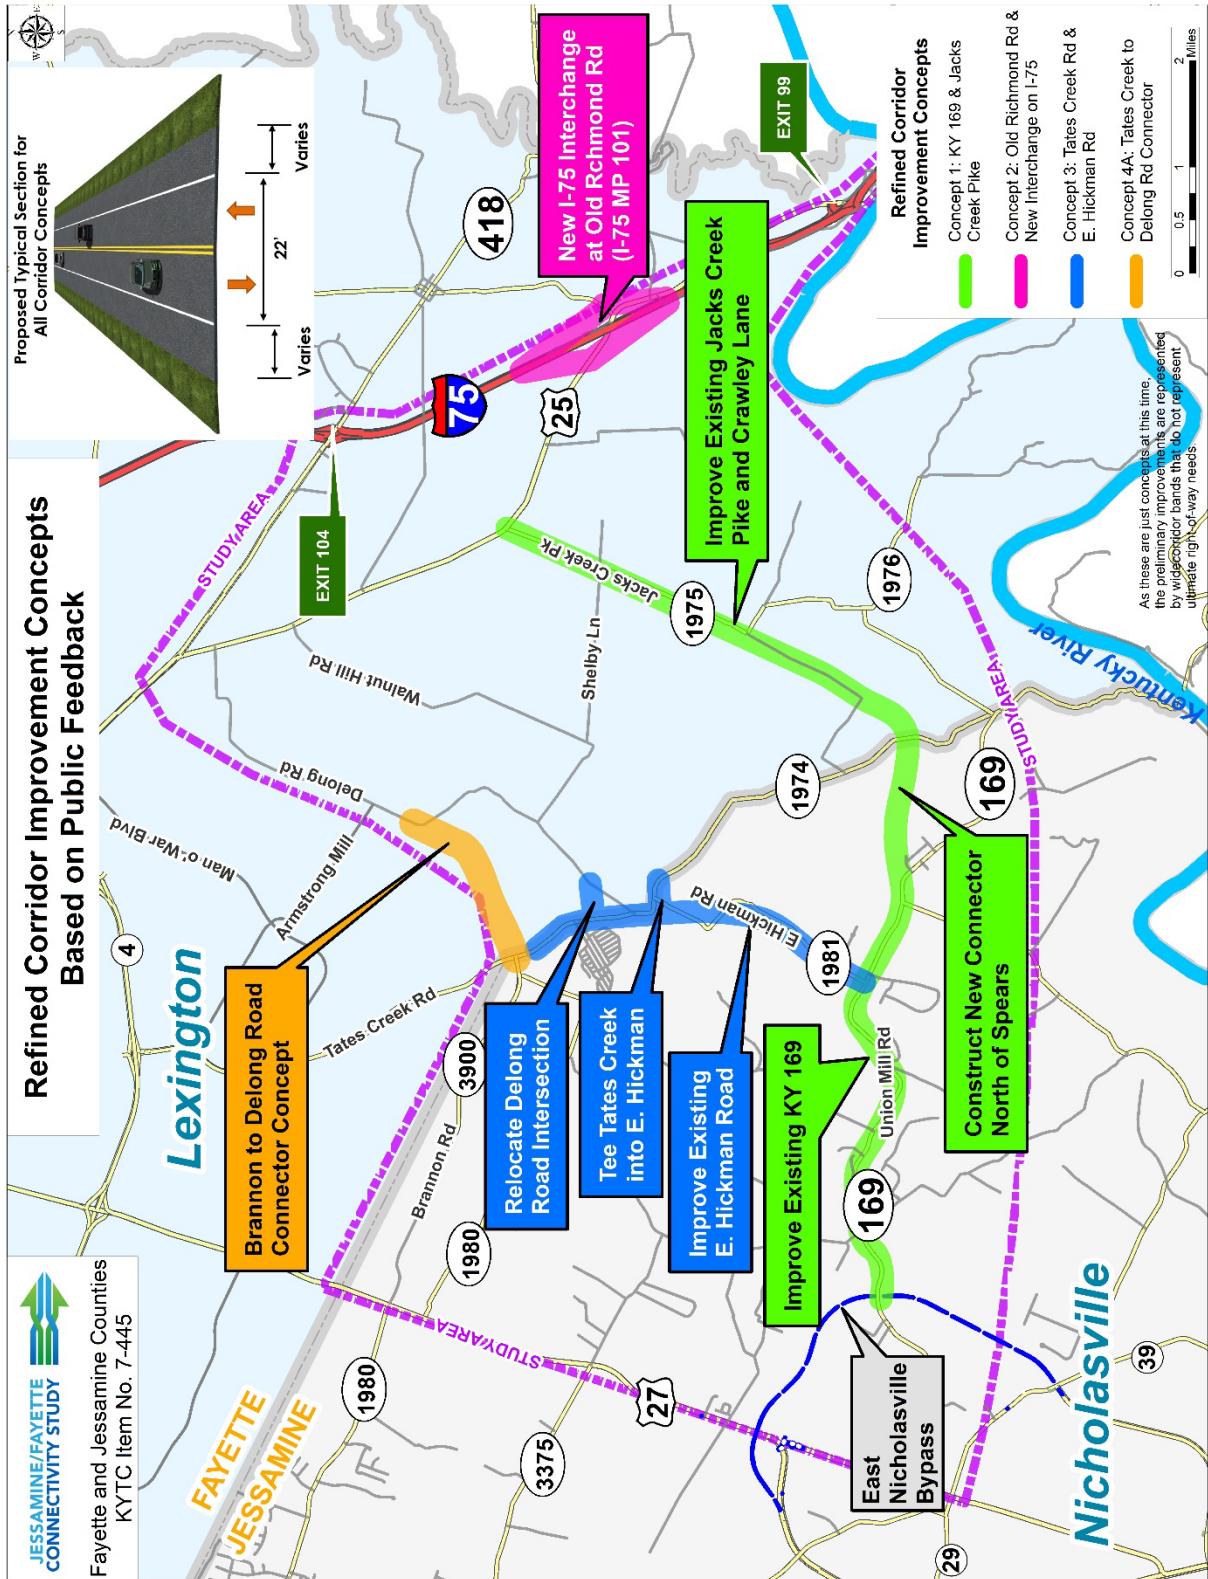 Refined Corridor Improvement Concepts
Based on Public Feedback
JESSAMINE/FAYETTE
CONNECTIVITY STUDY
Fayette and Jessamine Counties
KYTC Item No. 7-445
Proposed Typical Section for
All Corridor Concepts
Varies
22'
Varies
N
S
E
W
FAYETTE
JESSAMINE
Lexington
Nicholasville
Brannon to Delong Road
Connector Concept
Relocate Delong
Road Intersection
Tee Tates Creek
into E. Hickman
Improve Existing
E. Hickman Road
Improve Existing KY 169
East
Nicholasville
Bypass
Construct New Connector
North of Spears
Improve Existing Jacks Creek
Pike and Crawley Lane
New I-75 Interchange
at Old Rchmond Rd
(I-75 MP 101)
EXIT 104
EXIT 99
STUDY AREA
STUDY AREA
STUDY AREA
Man o' War Blvd
Armstrong Mill
Delong Rd
Tates Creek Rd
Brannon Rd
Walnut Hill Rd
Shelby Ln
Jacks Creek Pk
E Hickman Rd
Union Mill Rd
Kentucky River
4
3900
1980
1980
3375
27
29
39
169
169
1981
1974
1975
1976
25
75
418
As these are just concepts at this time,
the preliminary improvements are represented
by widecorridor bands that do not represent
ultimate right-of-way needs.
Refined Corridor
Improvement Concepts
Concept 1: KY 169 & Jacks
Creek Pike
Concept 2: Old Richmond Rd &
New Interchange on I-75
Concept 3: Tates Creek Rd &
E. Hickman Rd
Concept 4A: Tates Creek to
Delong Rd Connector
0 0.5 1 2
Miles